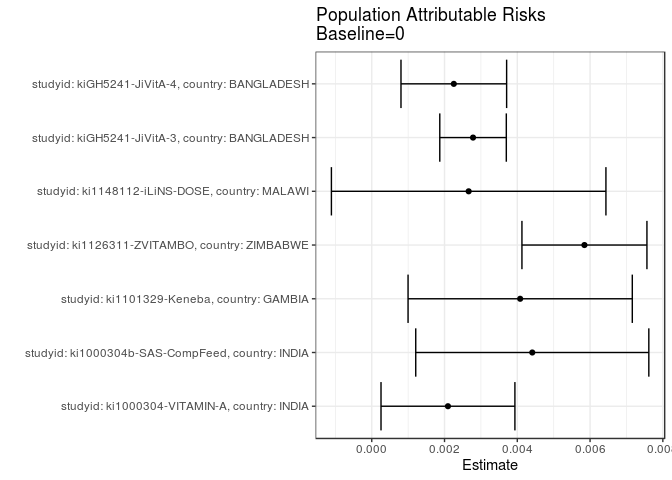 Population Attributable Risks
Baseline=0
studyid: kiGH5241-JiVitA-4, country: BANGLADESH
studyid: kiGH5241-JiVitA-3, country: BANGLADESH
studyid: ki1148112-iLiNS-DOSE, country: MALAWI
studyid: ki1126311-ZVITAMBO, country: ZIMBABWE
studyid: ki1101329-Keneba, country: GAMBIA
studyid: ki1000304b-SAS-CompFeed, country: INDIA
studyid: ki1000304-VITAMIN-A, country: INDIA
0.000 0.002 0.004 0.006
Estimate